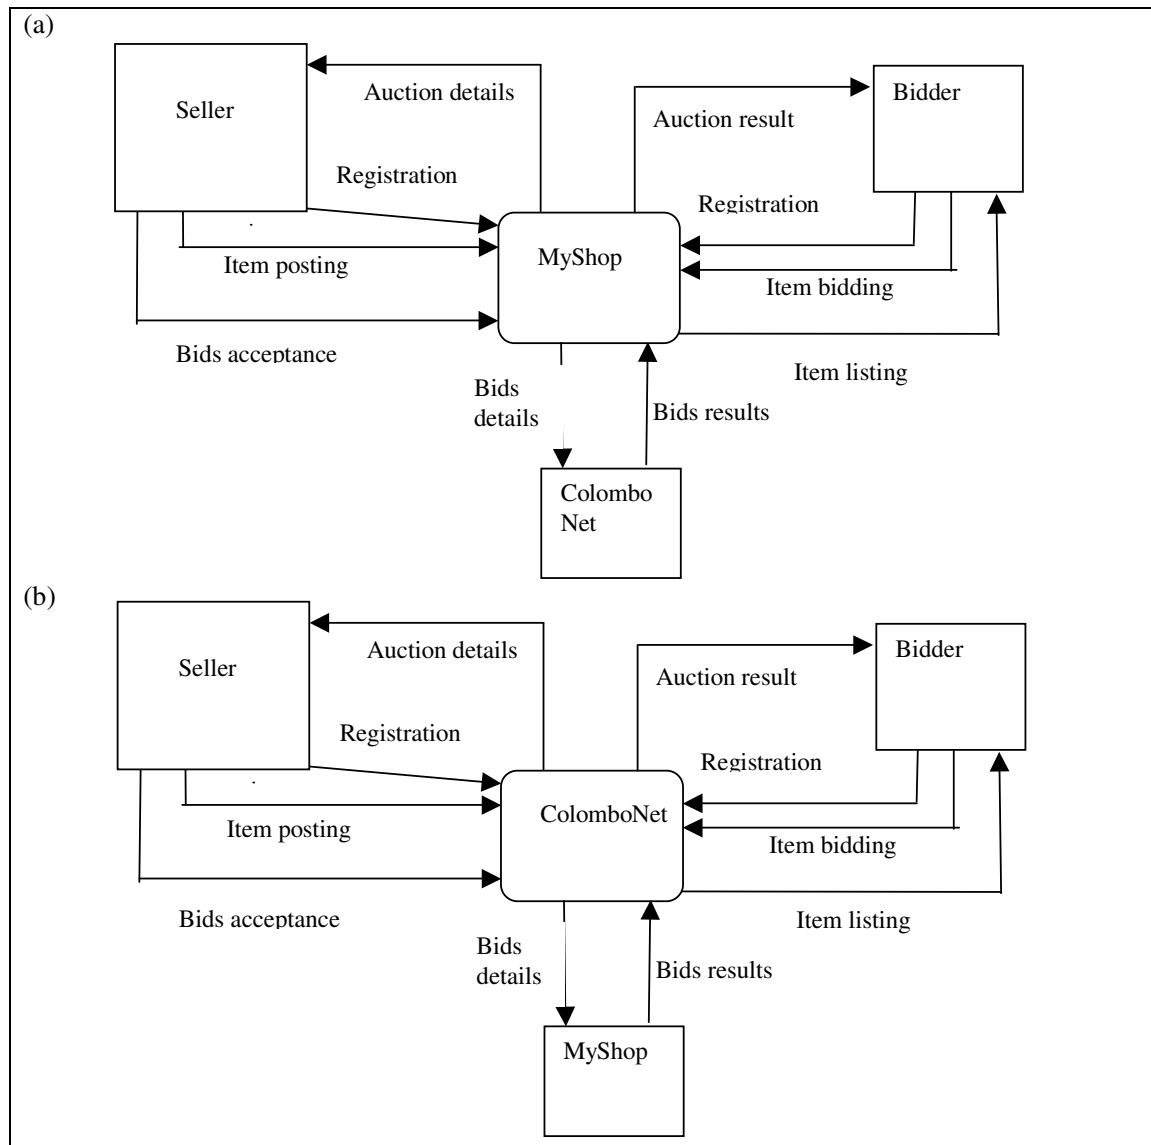 (a)
Seller
Auction details
Bidder
Auction result
Registration
Registration
MyShop
Item posting
Item bidding
Bids acceptance
Item listing
Bids
details
Bids results
Colombo
Net
(b)
Seller
Auction details
Bidder
Auction result
Registration
Registration
ColomboNet
Item posting
Item bidding
Bids acceptance
Item listing
Bids
details
Bids results
MyShop